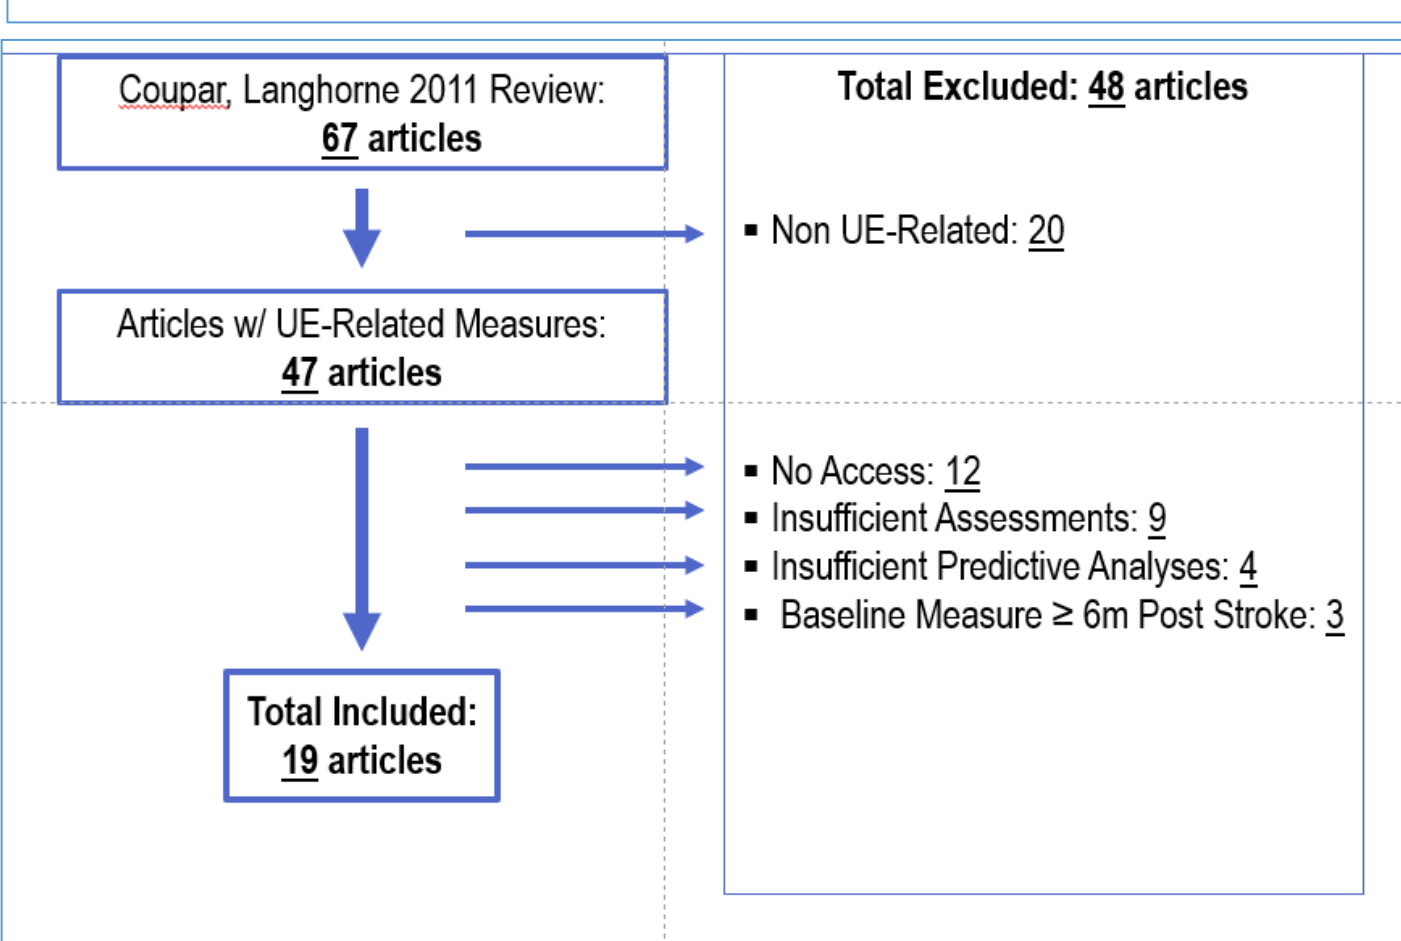 Coupar, Langhorne 2011 Review:
67 articles
Total Excluded: 48 articles
▪ Non UE-Related: 20
Articles w/ UE-Related Measures:
47 articles
▪ No Access: 12
▪ Insufficient Assessments: 9
▪ Insufficient Predictive Analyses: 4
▪ Baseline Measure ≥ 6m Post Stroke: 3
Total Included:
19 articles